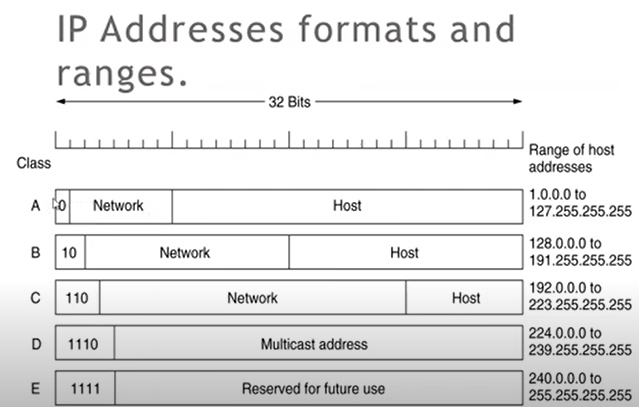 IP Addresses formats and
ranges.
32 Bits
Class
Range of host
addresses
A 0 Network Host 1.0.0.0 to
127.255.255.255
B 10 Network Host 128.0.0.0 to
191.255.255.255
C 110 Network Host 192.0.0.0 to
223.255.255.255
D 1110 Multicast address 224.0.0.0 to
239.255.255.255
E 1111 Reserved for future use 240.0.0.0 to
255.255.255.255